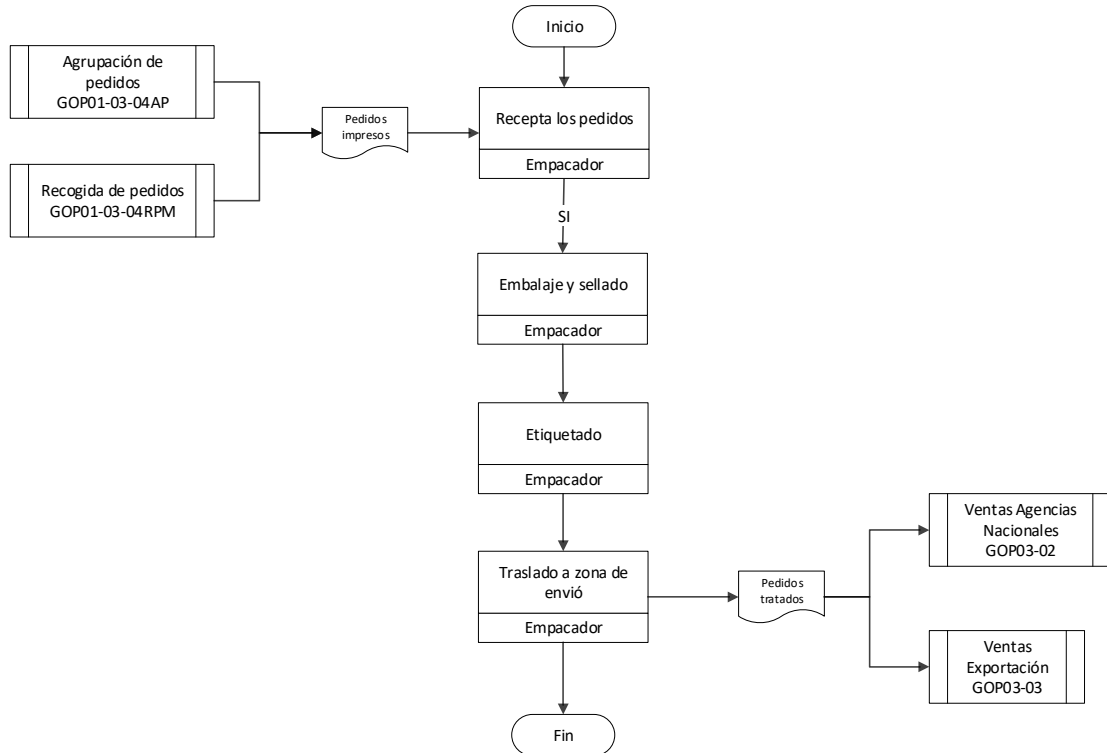 Inicio
Agrupación de
pedidos
GOP01-03-04AP
Pedidos
impresos
Recepta los pedidos
Empacador
Recogida de pedidos
GOP01-03-04RPM
SI
Embalaje y sellado
Empacador
Etiquetado
Empacador
Traslado a zona de
envió
Empacador
Pedidos
tratados
Ventas Agencias
Nacionales
GOP03-02
Ventas
Exportación
GOP03-03
Fin